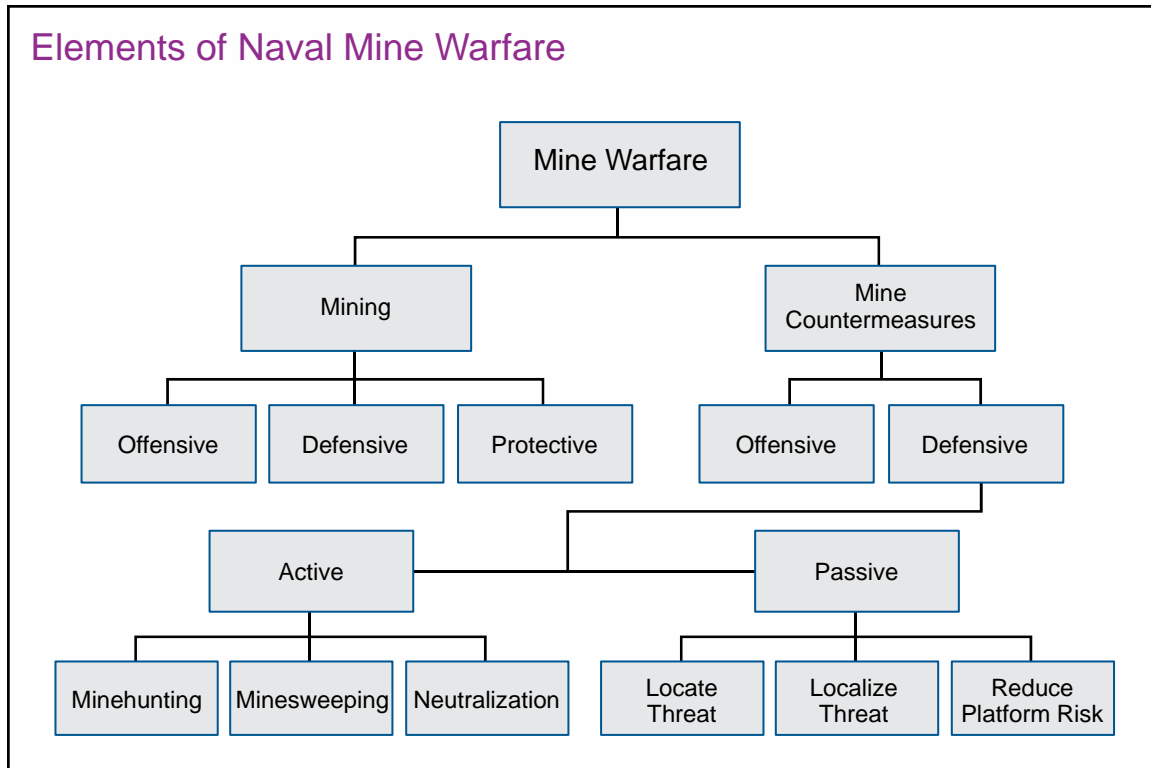 Elements of Naval Mine Warfare
Mine Warfare
Mining
Mine
Countermeasures
Offensive
Defensive
Protective
Offensive
Defensive
Active
Passive
Minehunting
Minesweeping
Neutralization
Locate
Threat
Localize
Threat
Reduce
Platform Risk